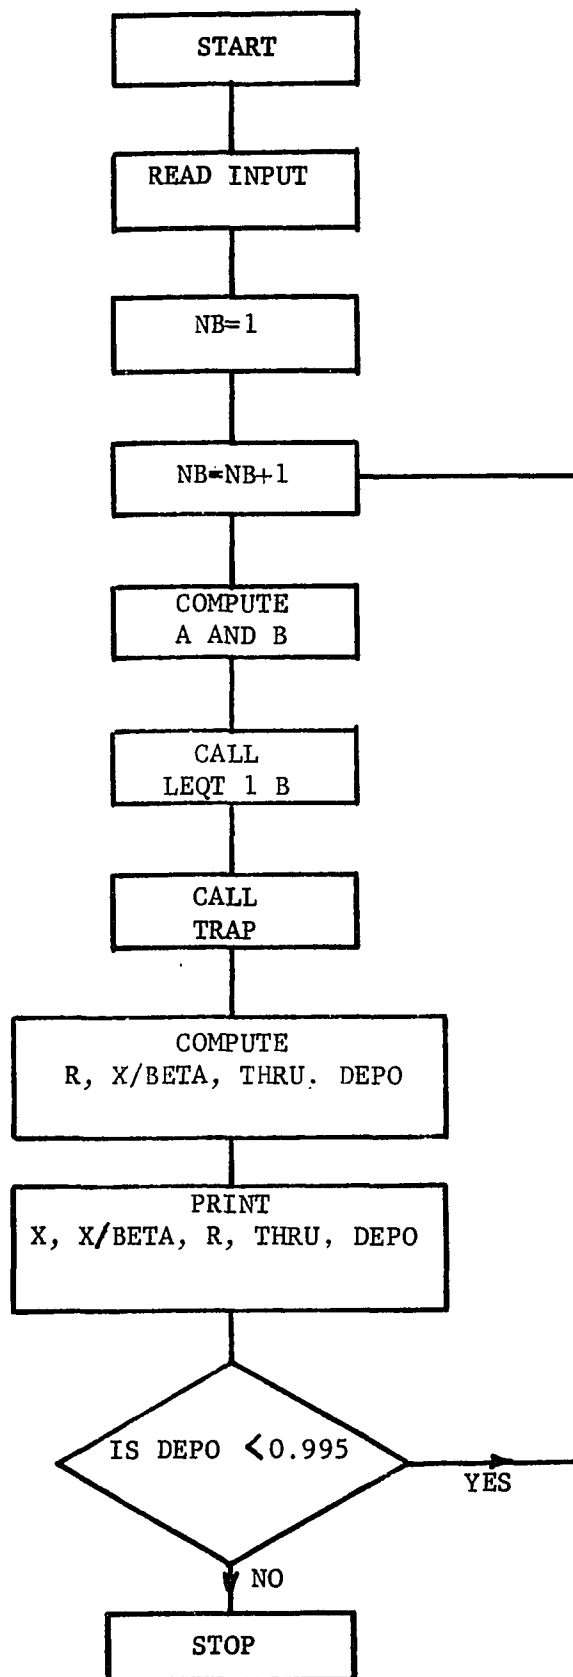 START
READ INPUT
NB=1
NB=NB+1
COMPUTE
A AND B
CALL
LEQT 1 B
CALL
TRAP
COMPUTE
R, X/BETA, THRU. DEPO
PRINT
X, X/BETA, R, THRU, DEPO
IS DEPO <0.995
YES
NO
STOP